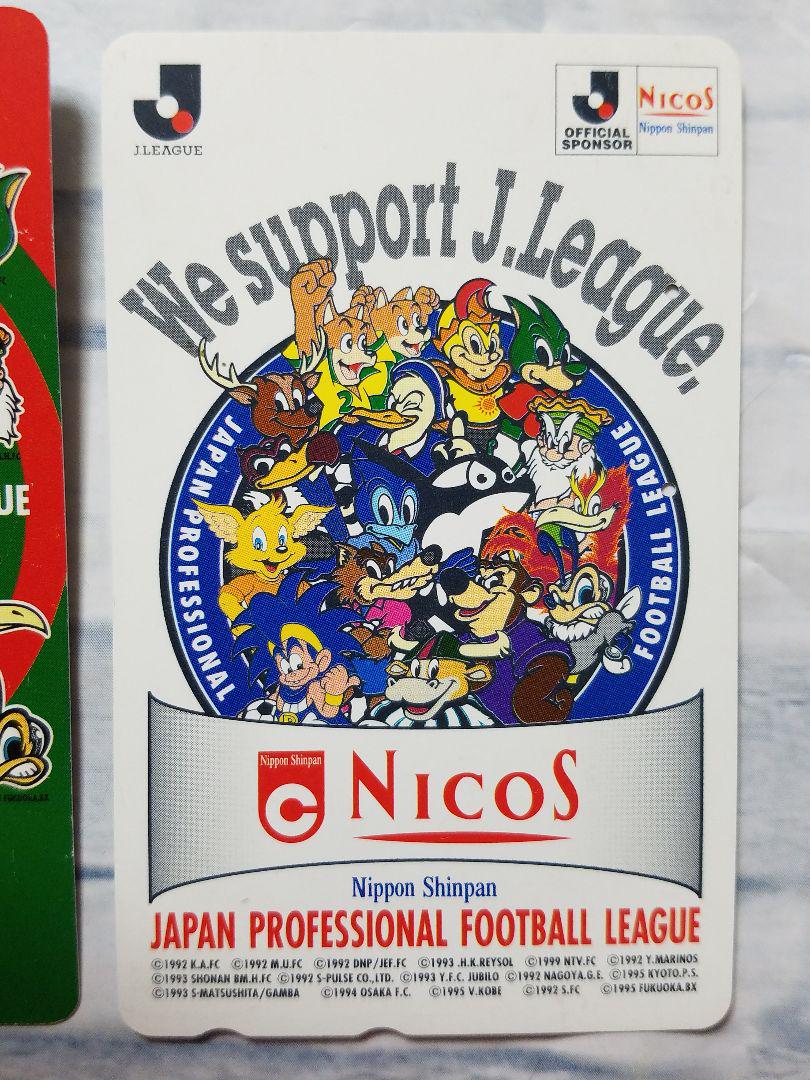 J.LEAGUE
OFFICIAL SPONSOR
NICOS
Nippon Shinpan
We support J.League.
JAPAN PROFESSIONAL FOOTBALL LEAGUE
2
Nippon Shinpan
NICOS
Nippon Shinpan
JAPAN PROFESSIONAL FOOTBALL LEAGUE
©1992 K.A.FC ©1992 M.U.FC ©1992 DNP/JEF.FC ©1993 .H.K.REYSOL ©1999 NTV.FC ©1992 Y.MARINOS
©1993 SHONAN BM.H.FC ©1992 S-PULSE CO.,LTD. ©1993 Y.F.C. JUBILO ©1992 NAGOYA.G.E. ©1995 KYOTO.P.S.
©1993 S-MATSUSHITA/GAMBA ©1994 OSAKA F.C. ©1995 V.KOBE ©1992 S.FC ©1995 FUKUOKA.BX
UE
FUKUOKA.BX